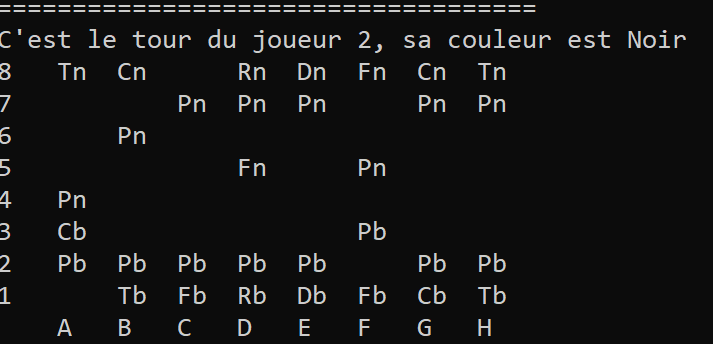 ====================================
C'est le tour du joueur 2, sa couleur est Noir
8   Tn  Cn      Rn  Dn  Fn  Cn  Tn
7           Pn  Pn  Pn      Pn  Pn
6       Pn
5               Fn      Pn
4   Pn
3   Cb                  Pb
2   Pb  Pb  Pb  Pb  Pb      Pb  Pb
1       Tb  Fb  Rb  Db  Fb  Cb  Tb
    A   B   C   D   E   F   G   H